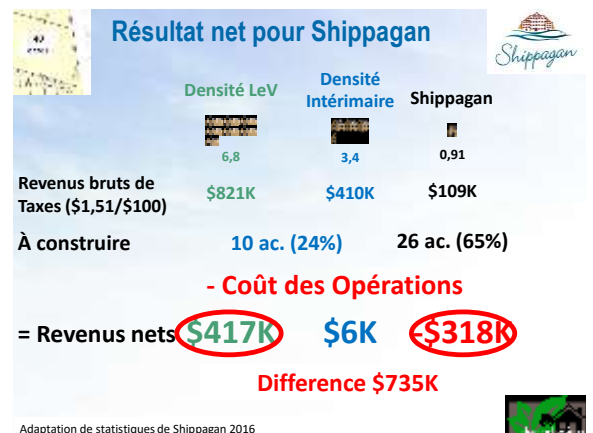 Résultat net pour Shippagan
Shippagan
Densité LeV
Densité Intérimaire
Shippagan
6,8
3,4
0,91
Revenus bruts de Taxes ($1,51/$100)
$821K
$410K
$109K
À construire
10 ac. (24%)
26 ac. (65%)
- Coût des Opérations
= Revenus nets
$417K
$6K
-$318K
Difference $735K
Adaptation de statistiques de Shippagan 2016